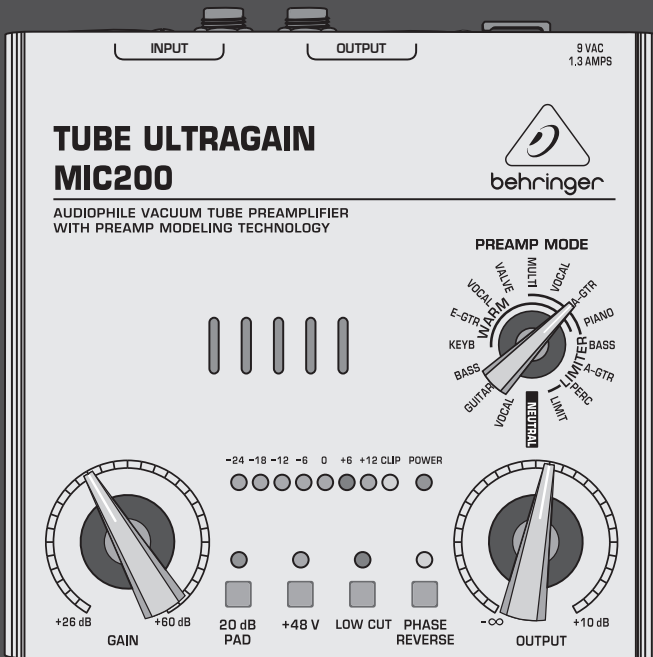 INPUT
OUTPUT
9 VAC
1.3 AMPS
TUBE ULTRAGAIN
MIC200
behringer
AUDIOPHILE VACUUM TUBE PREAMPLIFIER
WITH PREAMP MODELING TECHNOLOGY
PREAMP MODE
VOCAL
GUITAR
BASS
KEYB
E-GTR
VOCAL
VALVE
MULTI
VOCAL
A-GTR
PIANO
BASS
A-GTR
PERC
LIMIT
NEUTRAL
WARM
LIMITER
-24 -18 -12 -6 0 +6 +12 CLIP POWER
+26 dB +60 dB
GAIN
20 dB
PAD
+48 V
LOW CUT
PHASE
REVERSE
-∞ +10 dB
OUTPUT